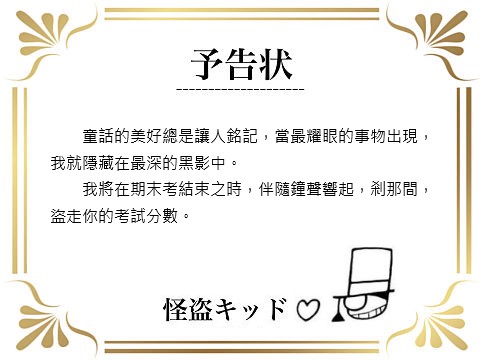 予告状
童話的美好總是讓人銘記，當最耀眼的事物出現，
我就隱藏在最深的黑影中。
我將在期末考結束之時，伴隨鐘聲響起，剎那間，
盜走你的考試分數。
怪盗キッド♡